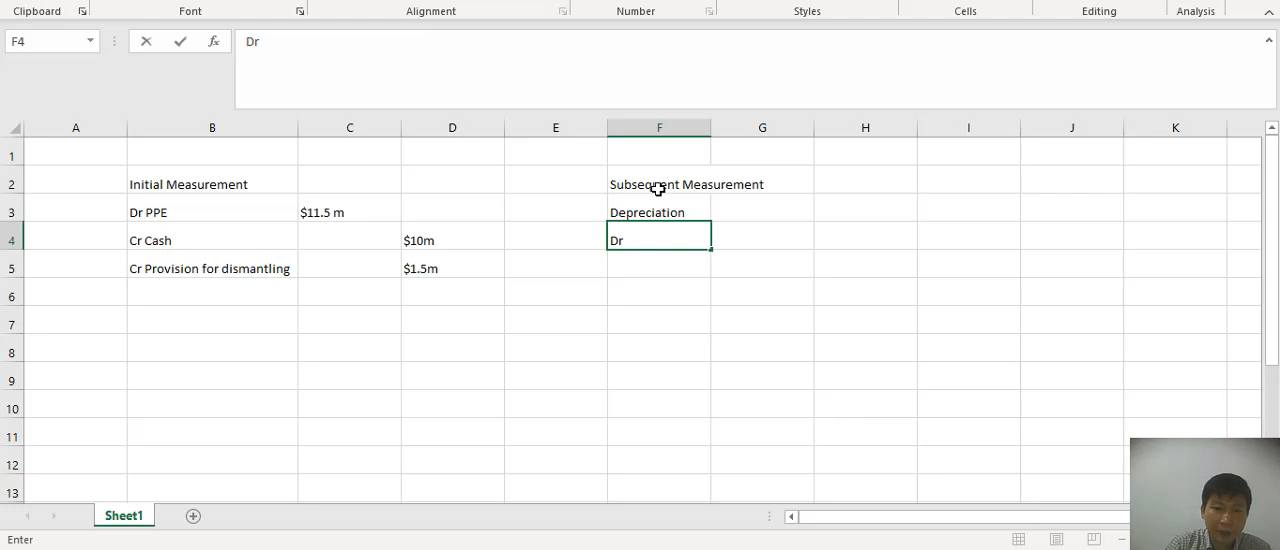 Clipboard Font Alignment Number Styles Cells Editing Analysis
F4 fx Dr
A B C D E F G H I J K
1
2 Initial Measurement Subsequent Measurement
3 Dr PPE $11.5 m Depreciation
4 Cr Cash $10m Dr
5 Cr Provision for dismantling $1.5m
6
7
8
9
10
11
12
13
Sheet1
Enter